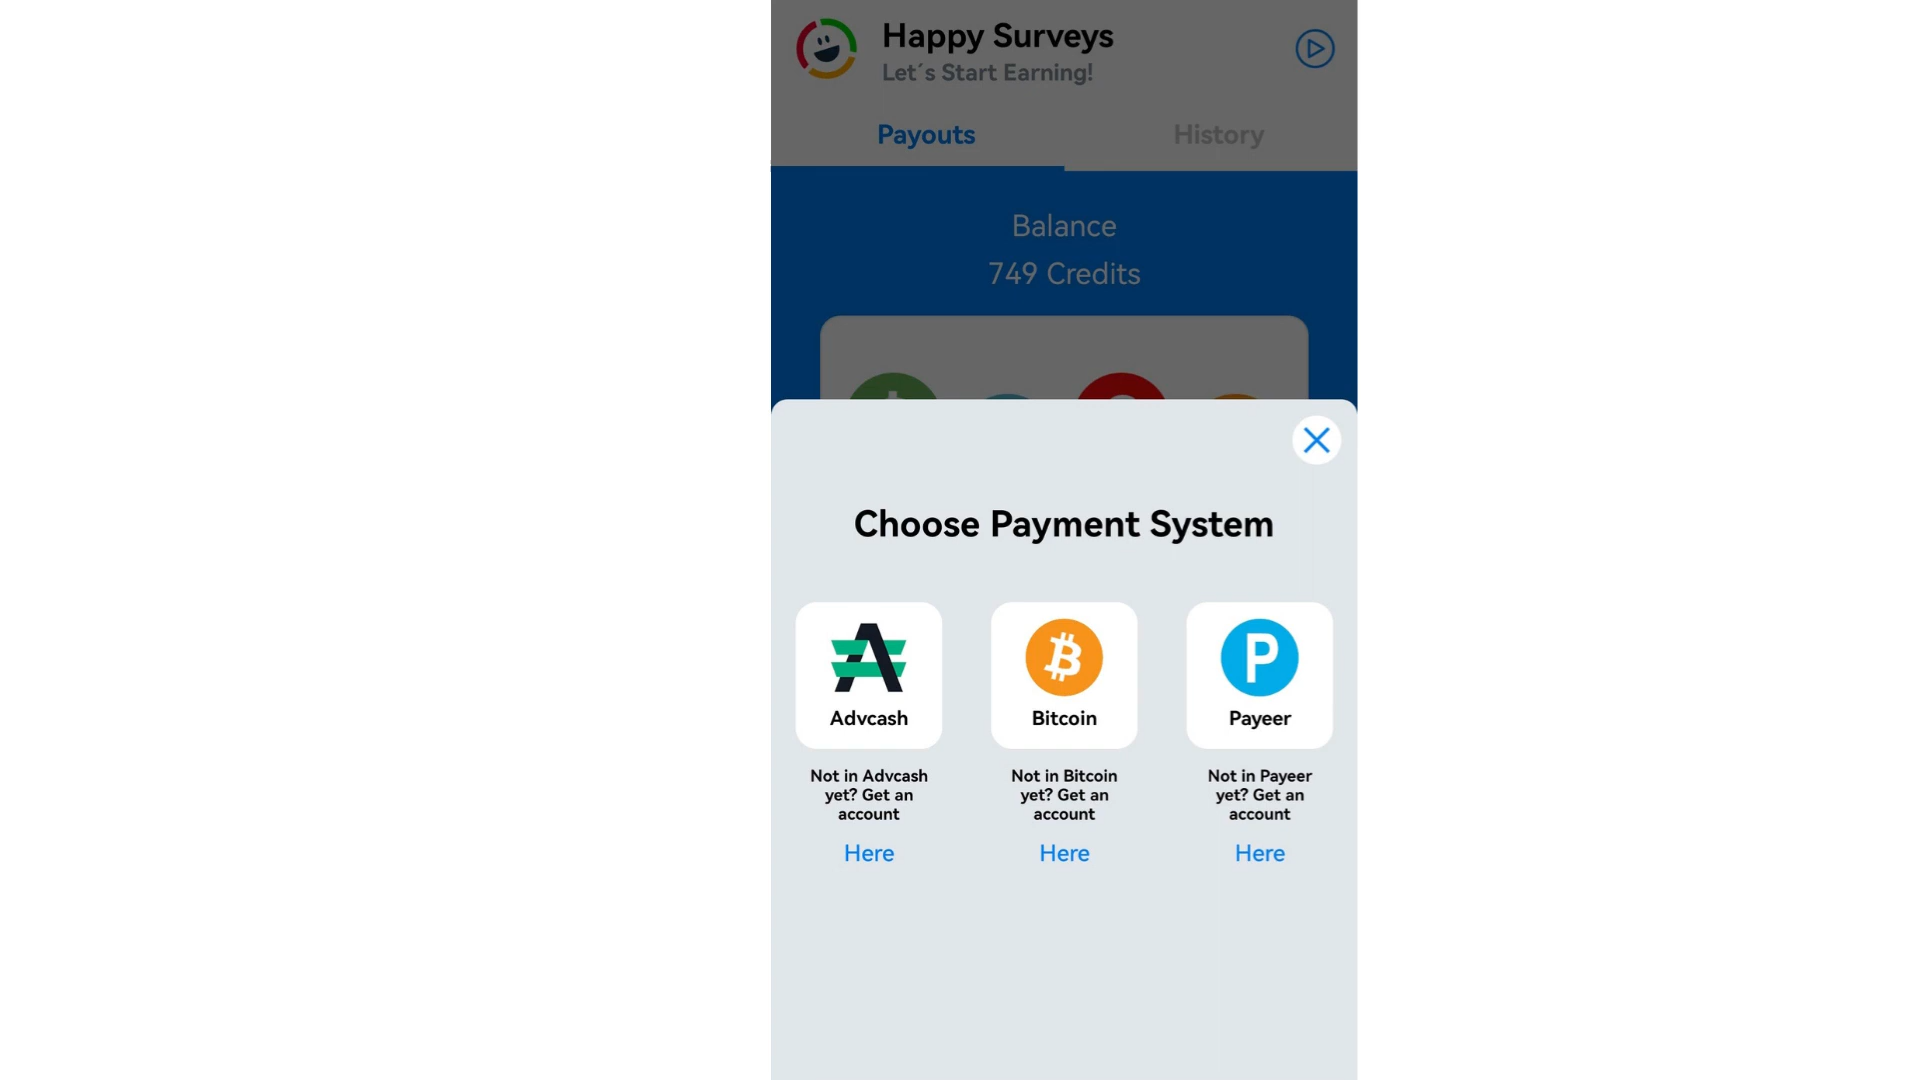 Happy Surveys
Let´s Start Earning!
Payouts
History
Balance
749 Credits
Choose Payment System
Advcash
Bitcoin
Payeer
Not in Advcash
yet? Get an
account
Here
Not in Bitcoin
yet? Get an
account
Here
Not in Payeer
yet? Get an
account
Here